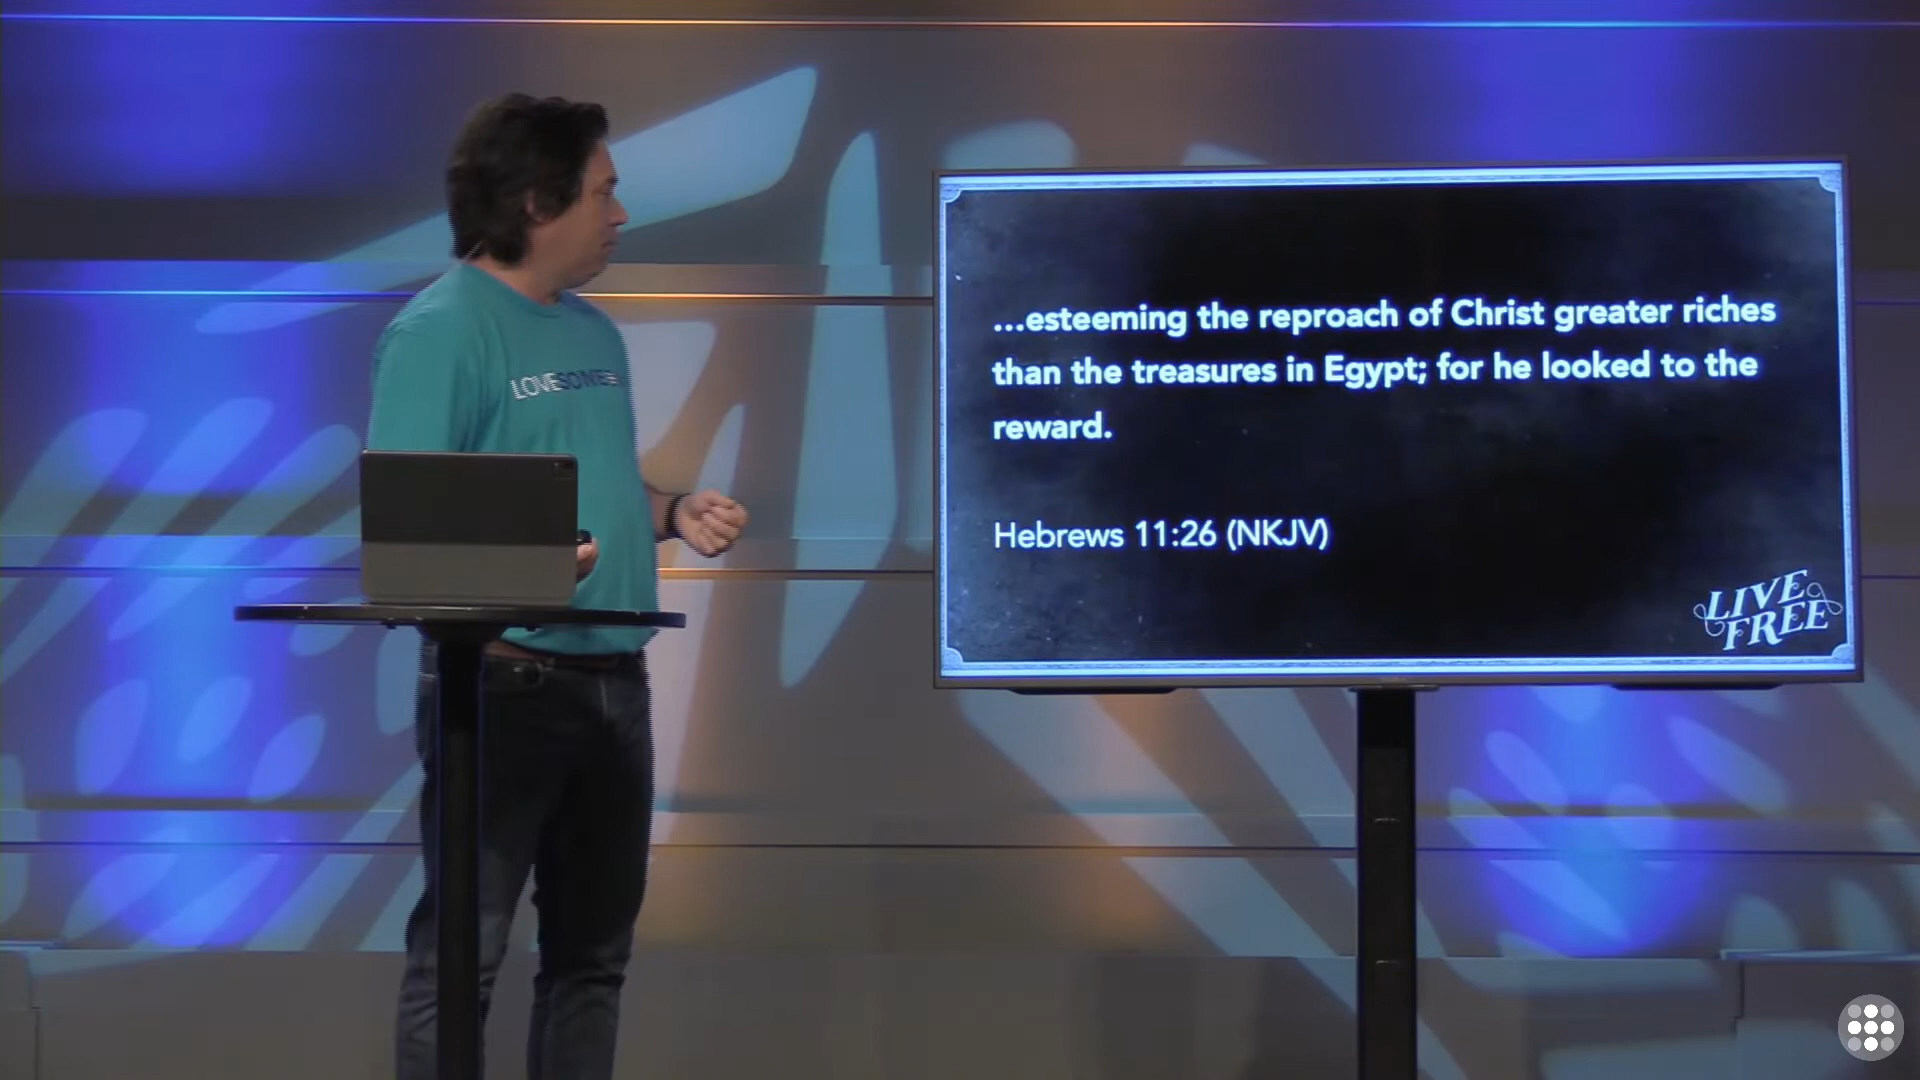 LOVESOME
…esteeming the reproach of Christ greater riches
than the treasures in Egypt; for he looked to the
reward.
Hebrews 11:26 (NKJV)
LIVE
FREE